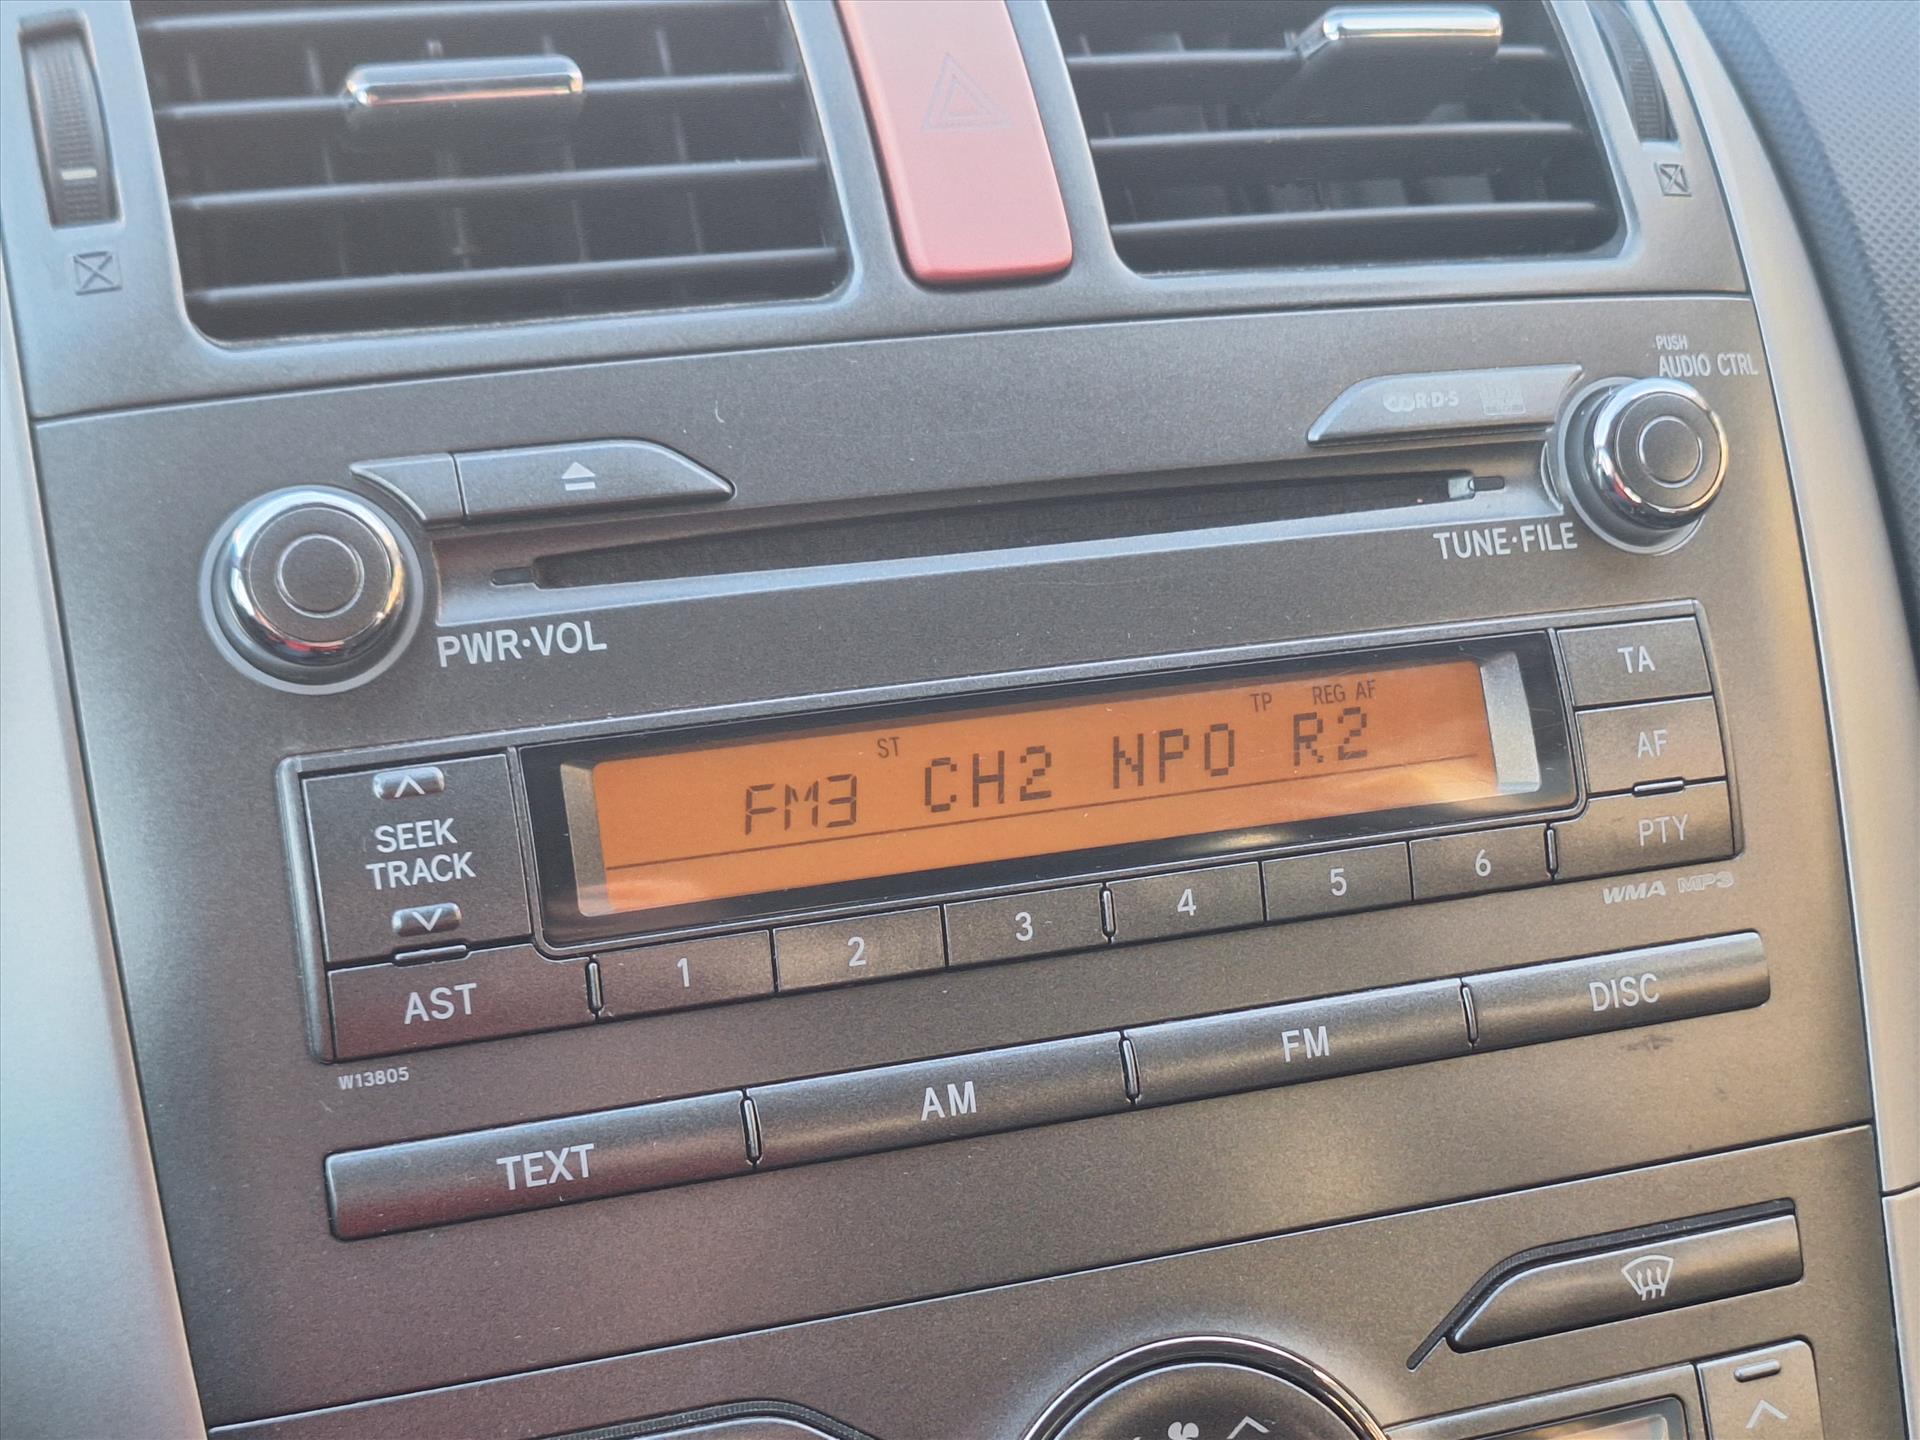 PUSH
AUDIO CTRL
R·D·S
TUNE·FILE
PWR·VOL
TA
ST TP REG AF
FM3 CH2 NPO R2
AF
SEEK
TRACK
PTY
1 2 3 4 5 6
WMA MP3
AST
DISC
W13805
FM
AM
TEXT